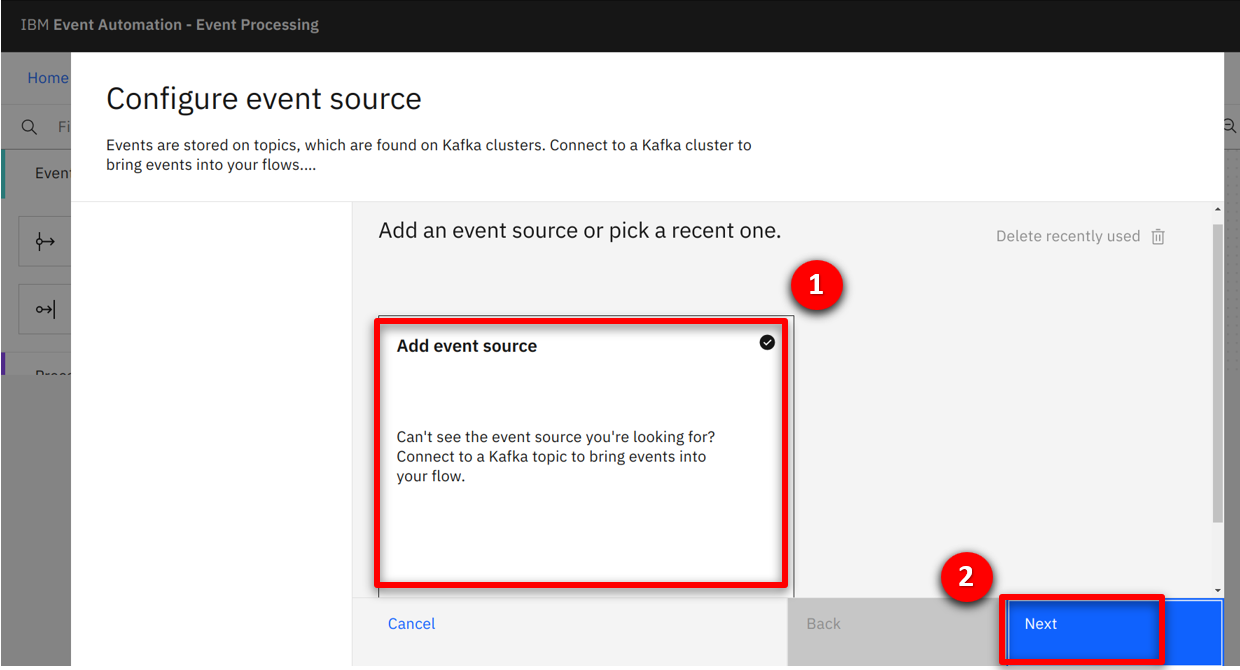 IBM Event Automation - Event Processing
Home
Fi
Configure event source
Events are stored on topics, which are found on Kafka clusters. Connect to a Kafka cluster to
bring events into your flows....
Even
Add an event source or pick a recent one.
Delete recently used
1
Add event source
Can't see the event source you're looking for?
Connect to a Kafka topic to bring events into
your flow.
2
Cancel
Back
Next